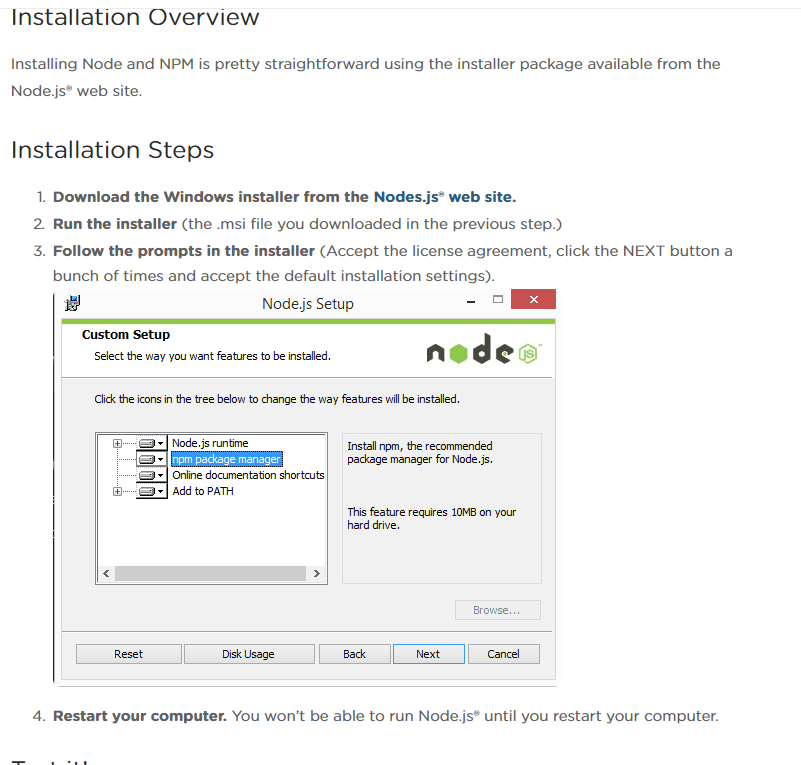 Installation Overview
Installing Node and NPM is pretty straightforward using the installer package available from the
Node.js® web site.
Installation Steps
1. Download the Windows installer from the Nodes.js® web site.
2. Run the installer (the .msi file you downloaded in the previous step.)
3. Follow the prompts in the installer (Accept the license agreement, click the NEXT button a
bunch of times and accept the default installation settings).
Node.js Setup
Custom Setup
Select the way you want features to be installed.
node JS ™
Click the icons in the tree below to change the way features will be installed.
Node.js runtime
npm package manager
Online documentation shortcuts
Add to PATH
Install npm, the recommended
package manager for Node.js.
This feature requires 10MB on your
hard drive.
Browse...
Reset Disk Usage Back Next Cancel
4. Restart your computer. You won't be able to run Node.js® until you restart your computer.